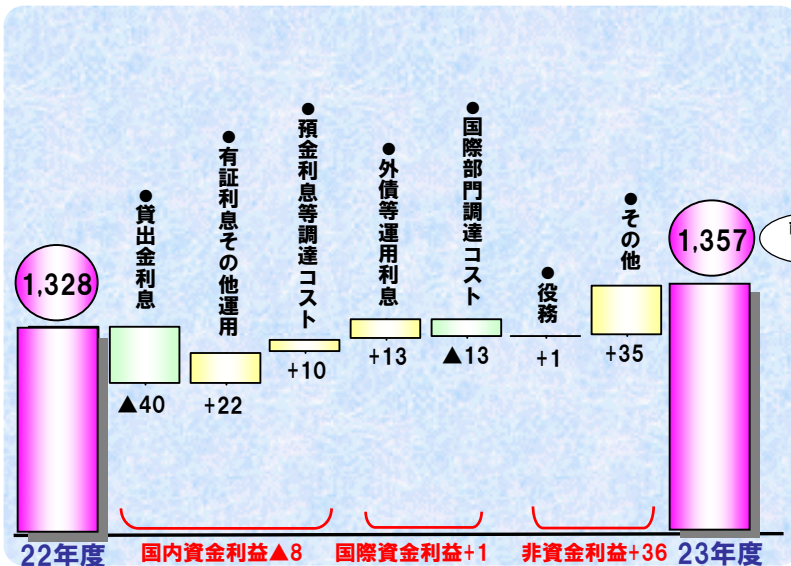 1,328
●貸出金利息
▲40
●有証利息その他運用
+22
●預金利息等調達コスト
+10
●外債等運用利息
+13
●国際部門調達コスト
▲13
●役務
+1
●その他
+35
1,357
22年度
国内資金利益▲8
国際資金利益+1
非資金利益+36
23年度